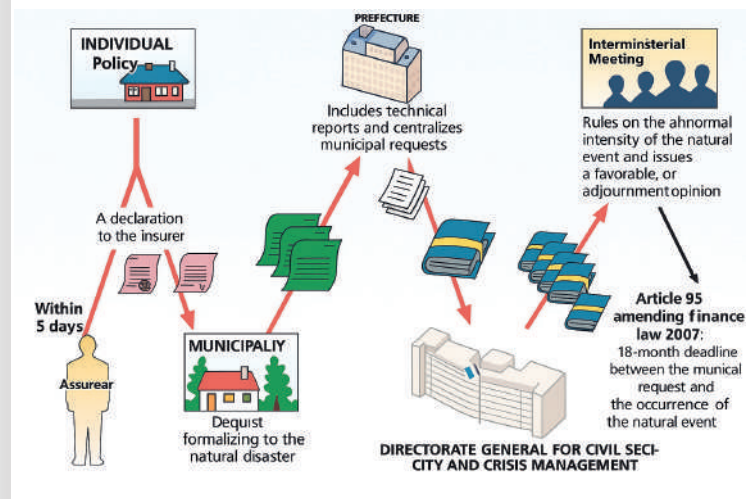 INDIVIDUAL
Policy
A declaration
to the insurer
Within
5 days
Assurear
MUNICIPALIY
Dequist
formalizing to the
natural disaster
PREFECTURE
Includes technical
reports and centralizes
municipal requests
DIRECTORATE GENERAL FOR CIVIL SECI-
CITY AND CRISIS MANAGEMENT
Interminsterial
Meeting
Rules on the ahnormal
intensity of the natural
event and issues
a favorable, or
adjournment opinion
Article 95
amending finance
law 2007:
18-month deadline
between the munical
request and
the occurrence of
the natural event